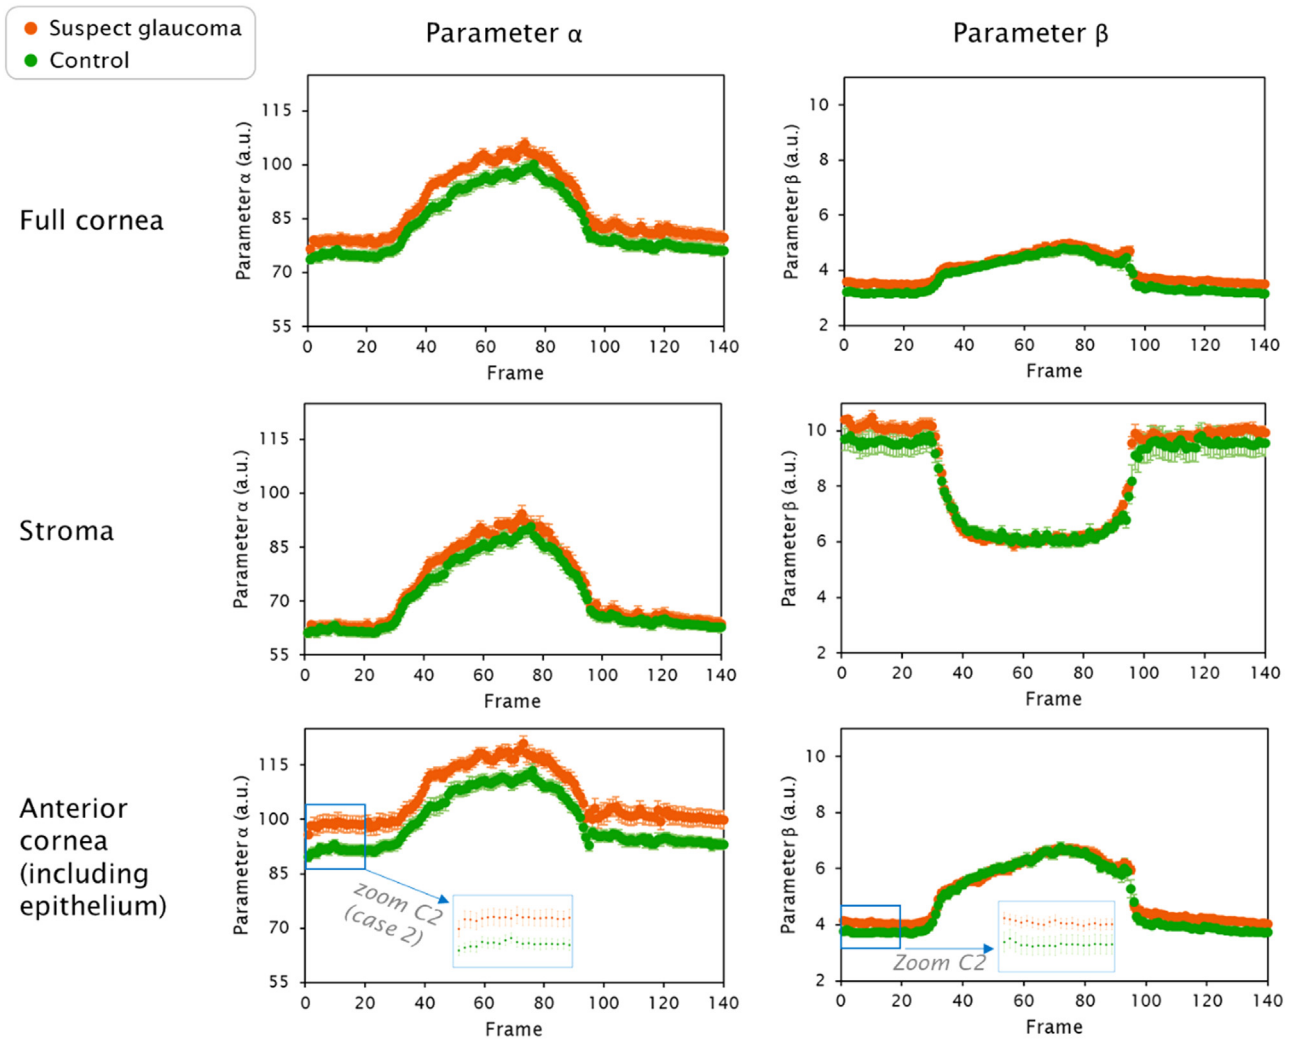 Suspect glaucoma
Control
Parameter α
Parameter β
Full cornea
Parameter α (a.u.)
115
100
85
70
55
0 20 40 60 80 100 120 140
Frame
Parameter β (a.u.)
10
8
6
4
2
0 20 40 60 80 100 120 140
Frame
Stroma
Parameter α (a.u.)
115
100
85
70
55
0 20 40 60 80 100 120 140
Frame
Parameter β (a.u.)
10
8
6
4
2
0 20 40 60 80 100 120 140
Frame
Anterior
cornea
(including
epithelium)
Parameter α (a.u.)
115
100
85
70
55
zoom C2
(case 2)
0 20 40 60 80 100 120 140
Frame
Parameter β (a.u.)
10
8
6
4
2
Zoom C2
0 20 40 60 80 100 120 140
Frame